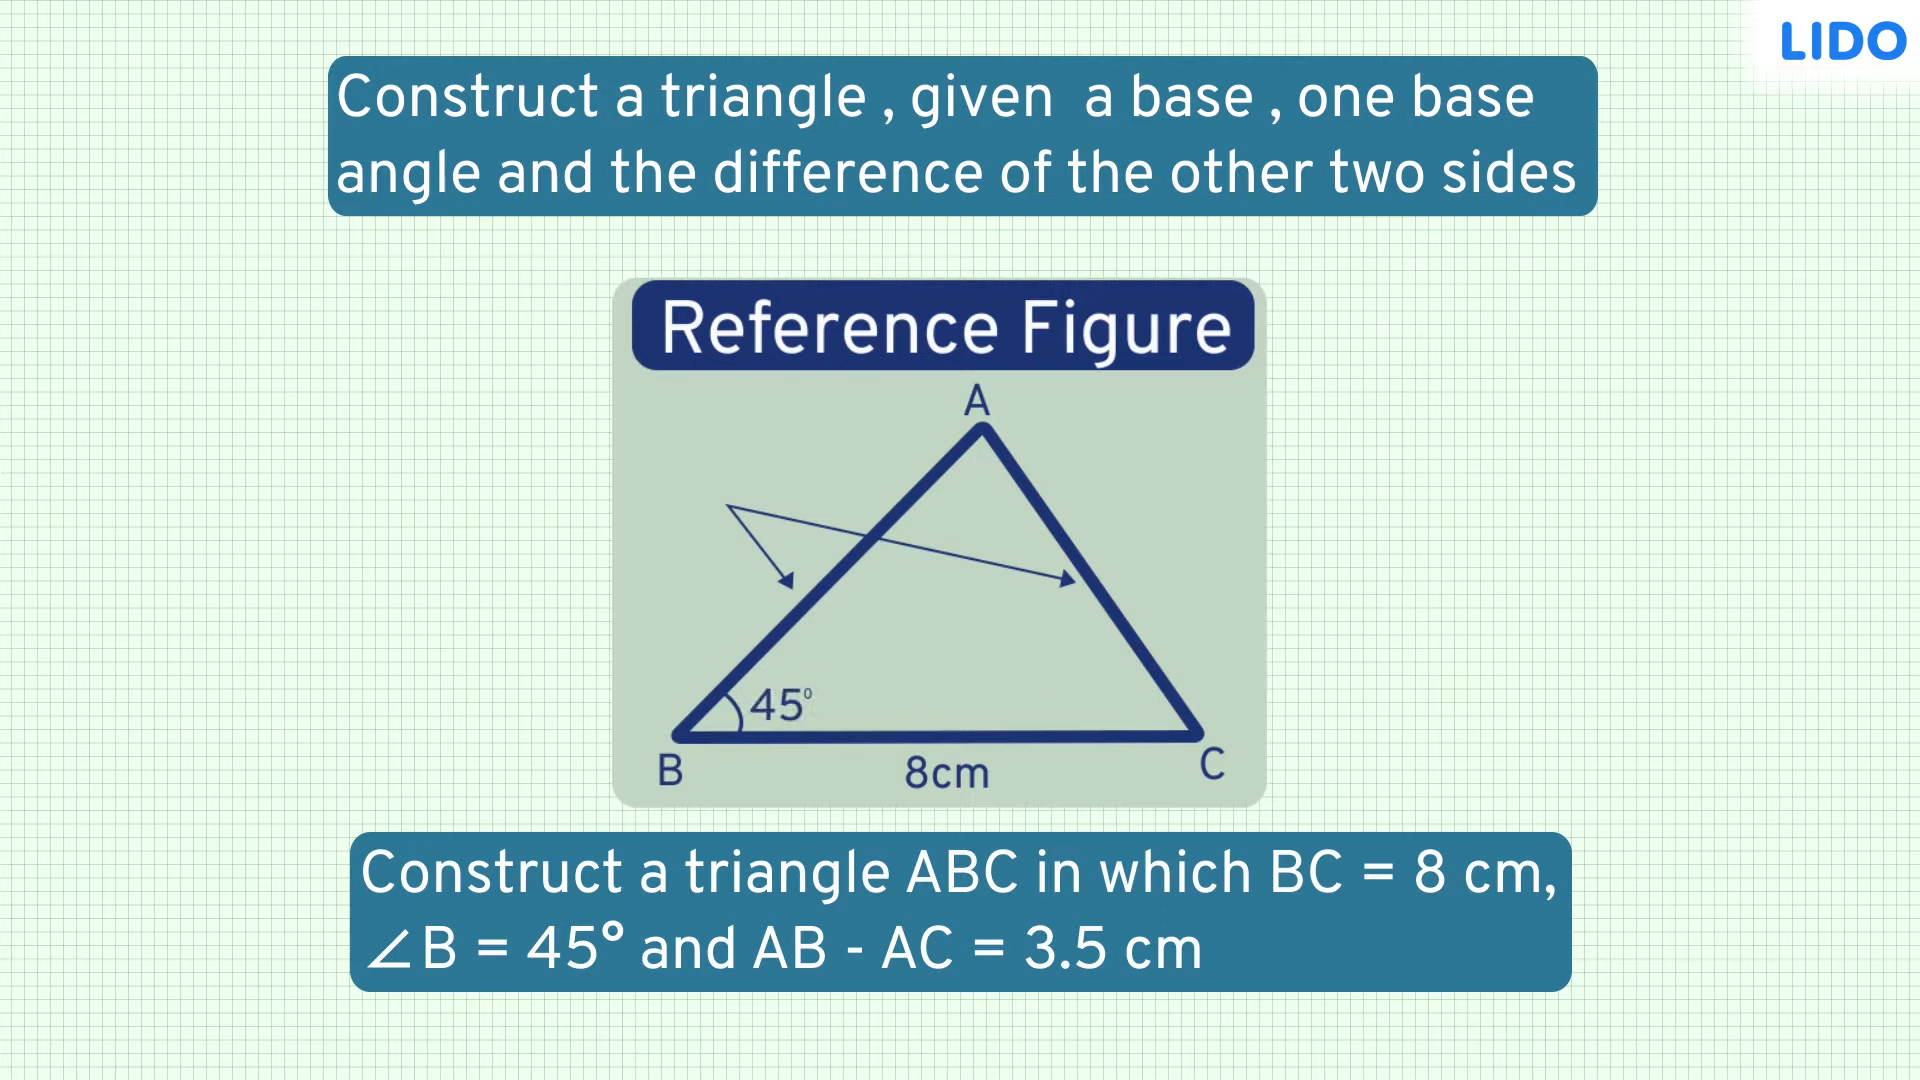 LIDO
Construct a triangle , given a base , one base
angle and the difference of the other two sides
Reference Figure
A
45°
B
8cm
C
Construct a triangle ABC in which BC = 8 cm,
∠B = 45° and AB - AC = 3.5 cm